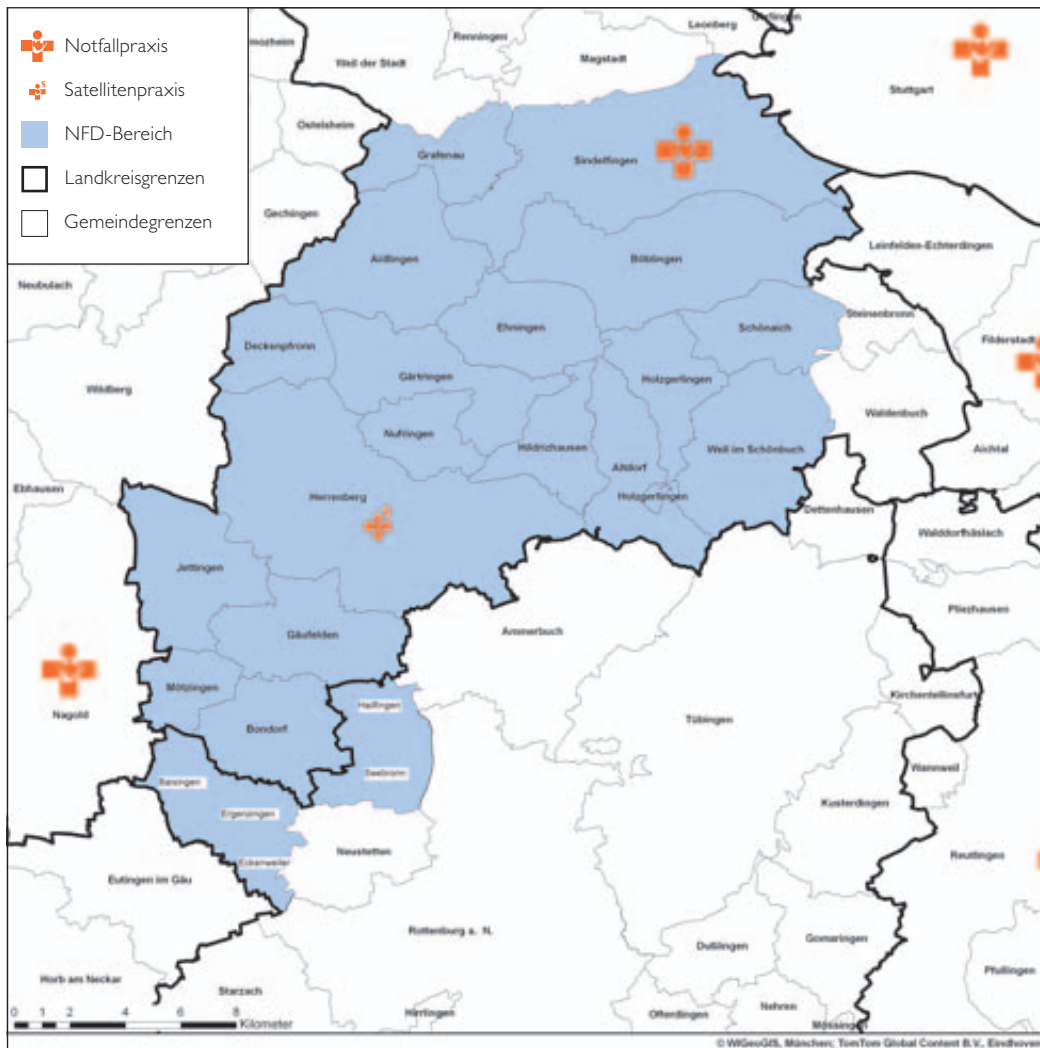 Notfallpraxis
Satellitenpraxis
NFD-Bereich
Landkreisgrenzen
Gemeindegrenzen
Renningen
Leonberg
Weil der Stadt
Magstadt
Stuttgart
Ostelsheim
Grafenau
Sindelfingen
Gechingen
Leinfelden-Echterdingen
Aidlingen
Böblingen
Neubulach
Steinenbronn
Ehningen
Schönaich
Deckenpfronn
Filderstadt
Gärtringen
Holzgerlingen
Wildberg
Waldenbuch
Nufringen
Hildrizhausen
Weil im Schönbuch
Aichtal
Altdorf
Ebhausen
Herrenberg
Holzgerlingen
Dettenhausen
Walddorfhäslach
Jettingen
Pliezhausen
Gäufelden
Ammerbuch
Mötzingen
Kirchentellinsfurt
Hailfingen
Nagold
Tübingen
Bondorf
Wannweil
Seebronn
Baisingen
Kusterdingen
Ergenzingen
Neustetten
Reutlingen
Eckenweiler
Eutingen im Gäu
Rottenburg a. N.
Gomaringen
Dußlingen
Pfullingen
Horb am Neckar
Starzach
Nehren
Hirrlingen
Ofterdingen
Mössingen
0 2 4 6 8
Kilometer
© WIGeoGIS, München; TomTom Global Content B.V., Eindhoven